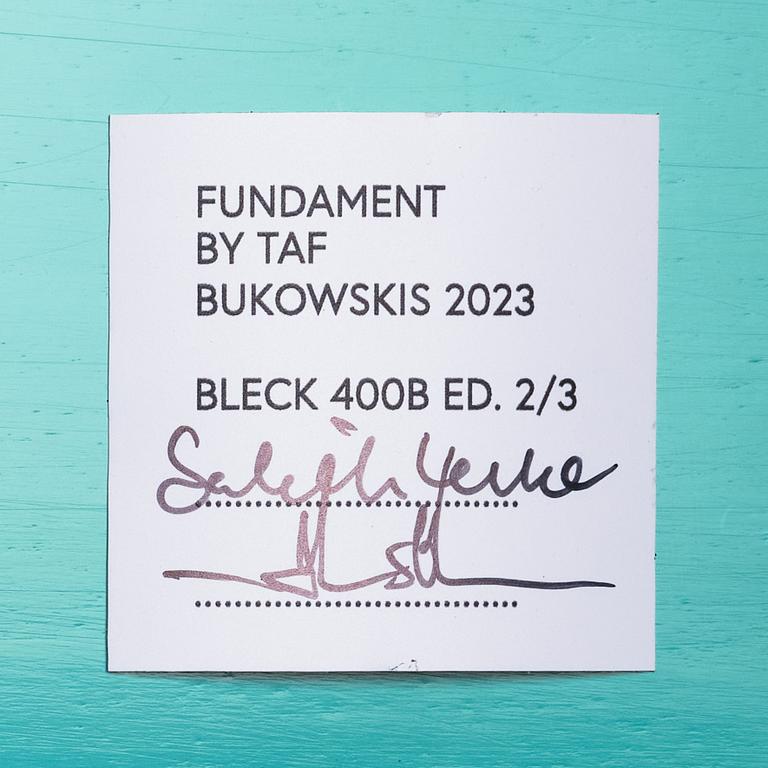 FUNDAMENT
BY TAF
BUKOWSKIS 2023
BLECK 400B ED. 2/3